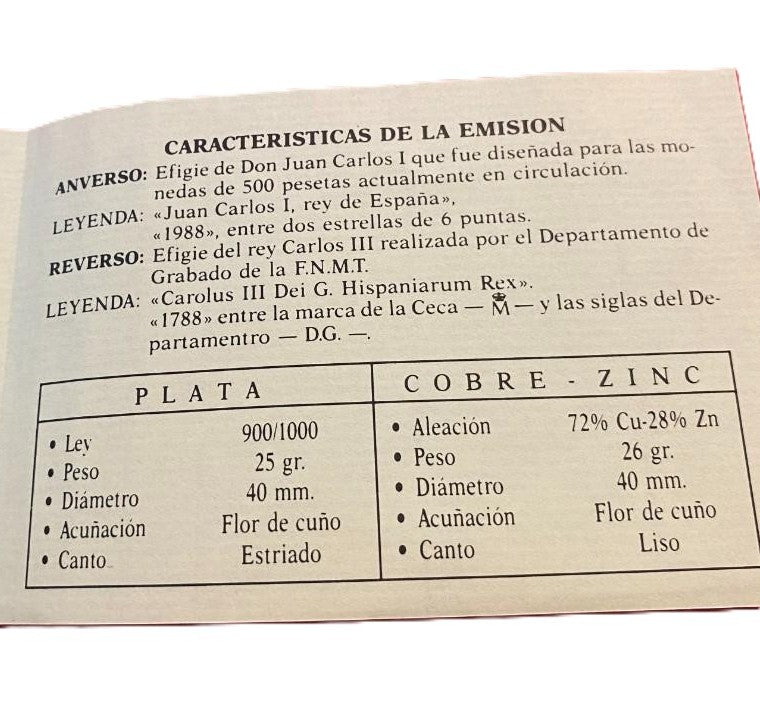 CARACTERISTICAS DE LA EMISION
ANVERSO: Efigie de Don Juan Carlos I que fue diseñada para las mo-
nedas de 500 pesetas actualmente en circulación.
LEYENDA: «Juan Carlos I, rey de España»,
«1988», entre dos estrellas de 6 puntas.
REVERSO: Efigie del rey Carlos III realizada por el Departamento de
Grabado de la F.N.M.T.
LEYENDA: «Carolus III Dei G. Hispaniarum Rex».
«1788» entre la marca de la Ceca — M — y las siglas del De-
partamentro — D.G. —.
PLATA
• Ley 900/1000
• Peso 25 gr.
• Diámetro 40 mm.
• Acuñación Flor de cuño
• Canto Estriado
COBRE - ZINC
• Aleación 72% Cu-28% Zn
• Peso 26 gr.
• Diámetro 40 mm.
• Acuñación Flor de cuño
• Canto Liso